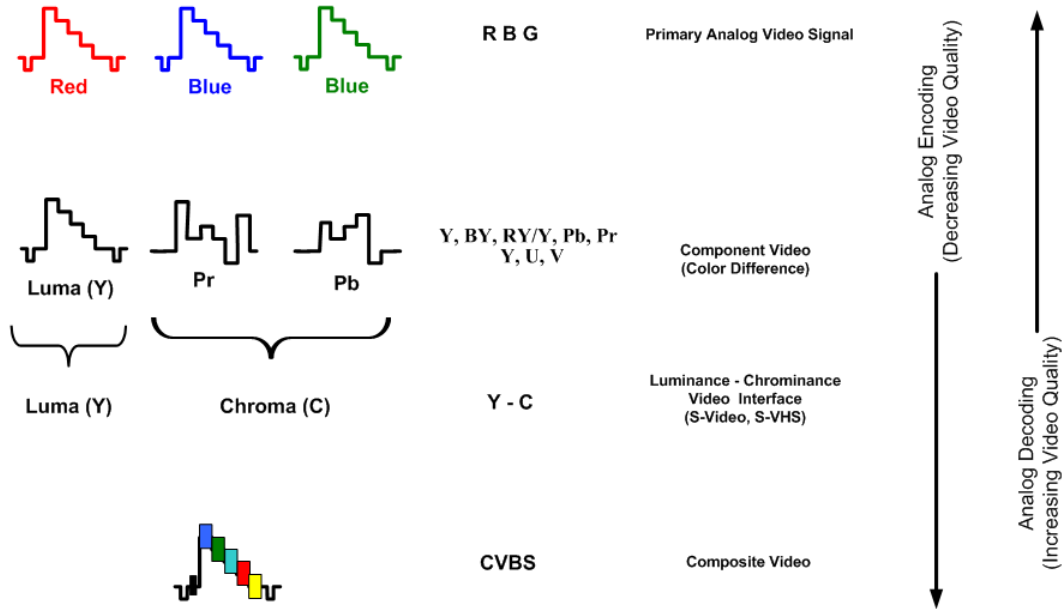 R B G
Primary Analog Video Signal
Red
Blue
Blue
Y, BY, RY/Y, Pb, Pr
Y, U, V
Component Video
(Color Difference)
Luma (Y)
Pr
Pb
Luma (Y)
Chroma (C)
Y - C
Luminance - Chrominance
Video Interface
(S-Video, S-VHS)
CVBS
Composite Video
Analog Encoding
(Decreasing Video Quality)
Analog Decoding
(Increasing Video Quality)